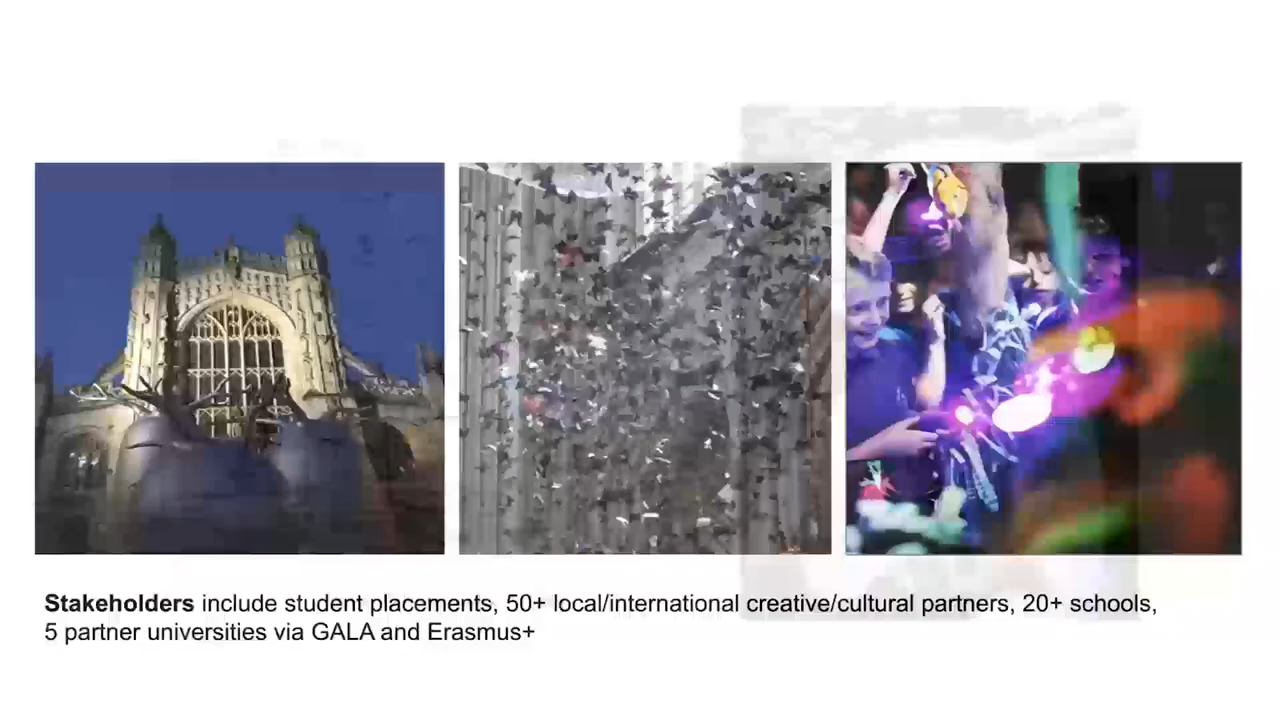 Stakeholders include student placements, 50+ local/international creative/cultural partners, 20+ schools,
5 partner universities via GALA and Erasmus+